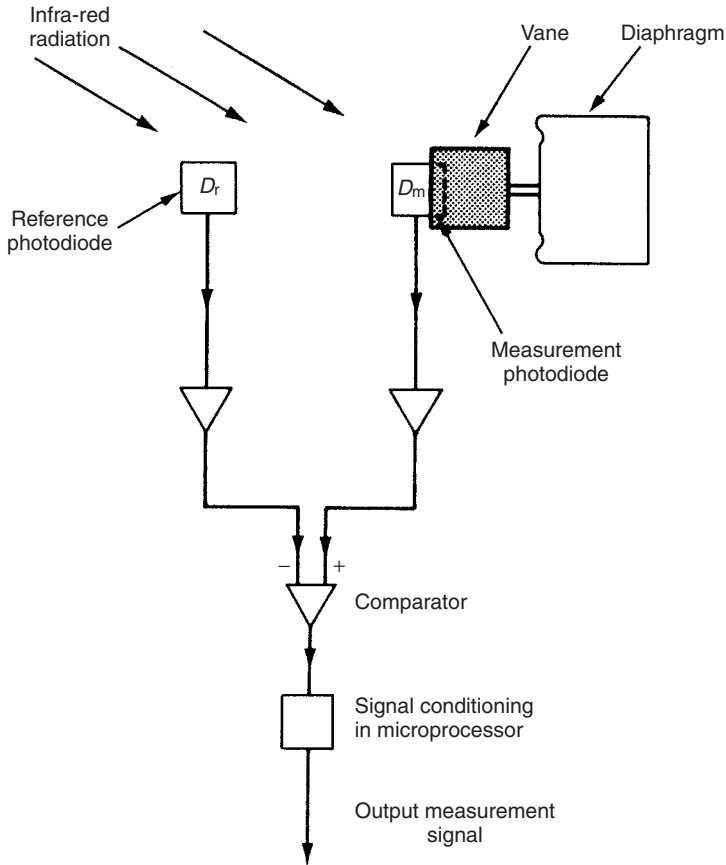 Infra-red
radiation
Vane
Diaphragm
Dr
Dm
Reference
photodiode
Measurement
photodiode
− +
Comparator
Signal conditioning
in microprocessor
Output measurement
signal